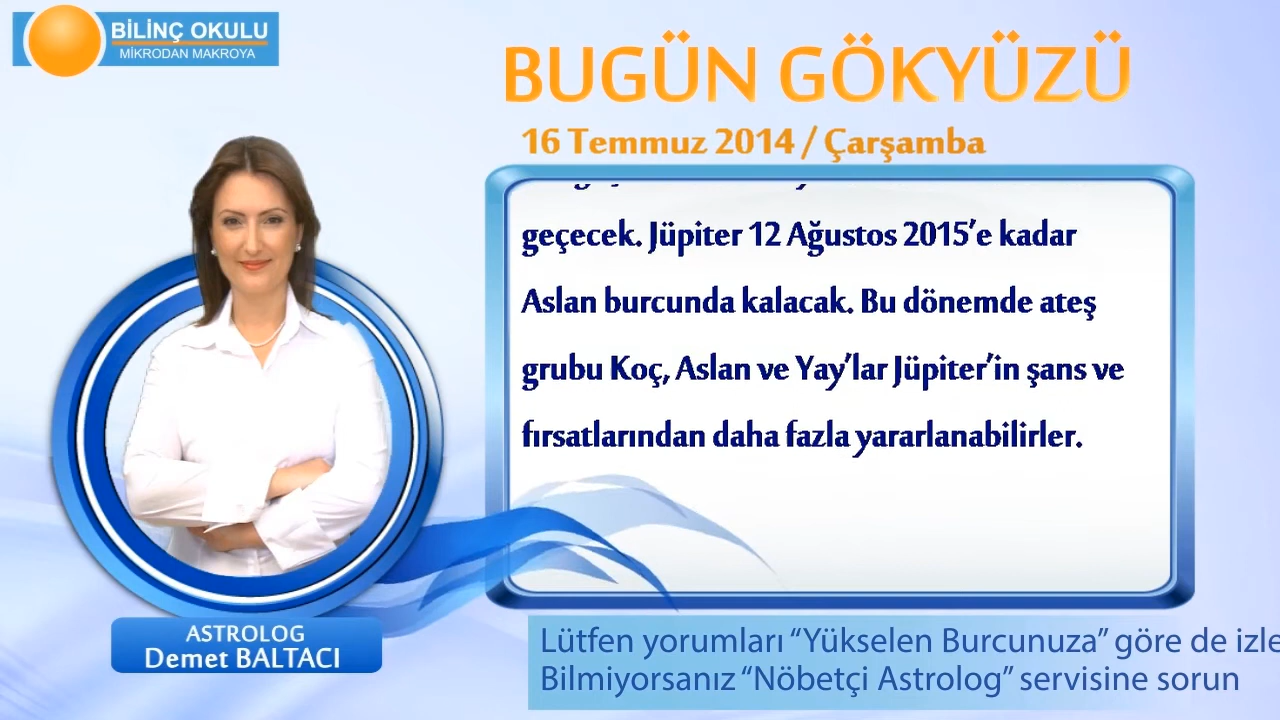 BİLİNÇ OKULU
MİKRODAN MAKROYA
BUGÜN GÖKYÜZÜ
16 Temmuz 2014 / Çarşamba
geçecek. Jüpiter 12 Ağustos 2015’e kadar
Aslan burcunda kalacak. Bu dönemde ateş
grubu Koç, Aslan ve Yay’lar Jüpiter’in şans ve
fırsatlarından daha fazla yararlanabilirler.
ASTROLOG
Demet BALTACI
Lütfen yorumları “Yükselen Burcunuza” göre de izle
Bilmiyorsanız “Nöbetçi Astrolog” servisine sorun